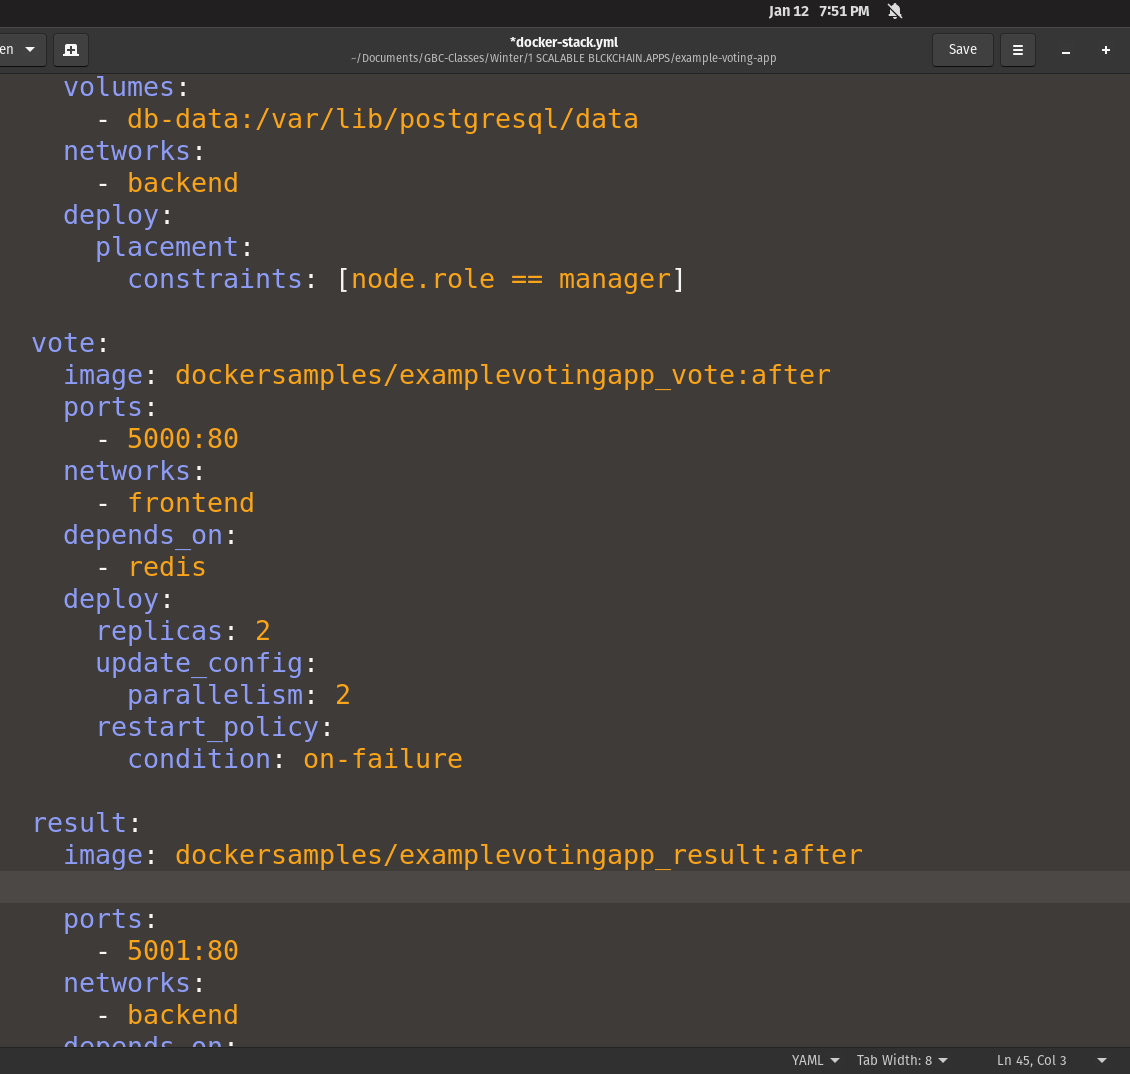 Jan 12 7:51 PM
en
*docker-stack.yml
~/Documents/GBC-Classes/Winter/1 SCALABLE BLCKCHAIN.APPS/example-voting-app
Save
volumes:
- db-data:/var/lib/postgresql/data
networks:
- backend
deploy:
placement:
constraints: [node.role == manager]
vote:
image: dockersamples/examplevotingapp_vote:after
ports:
- 5000:80
networks:
- frontend
depends_on:
- redis
deploy:
replicas: 2
update_config:
parallelism: 2
restart_policy:
condition: on-failure
result:
image: dockersamples/examplevotingapp_result:after
ports:
- 5001:80
networks:
- backend
depends_on:
YAML Tab Width: 8 Ln 45, Col 3